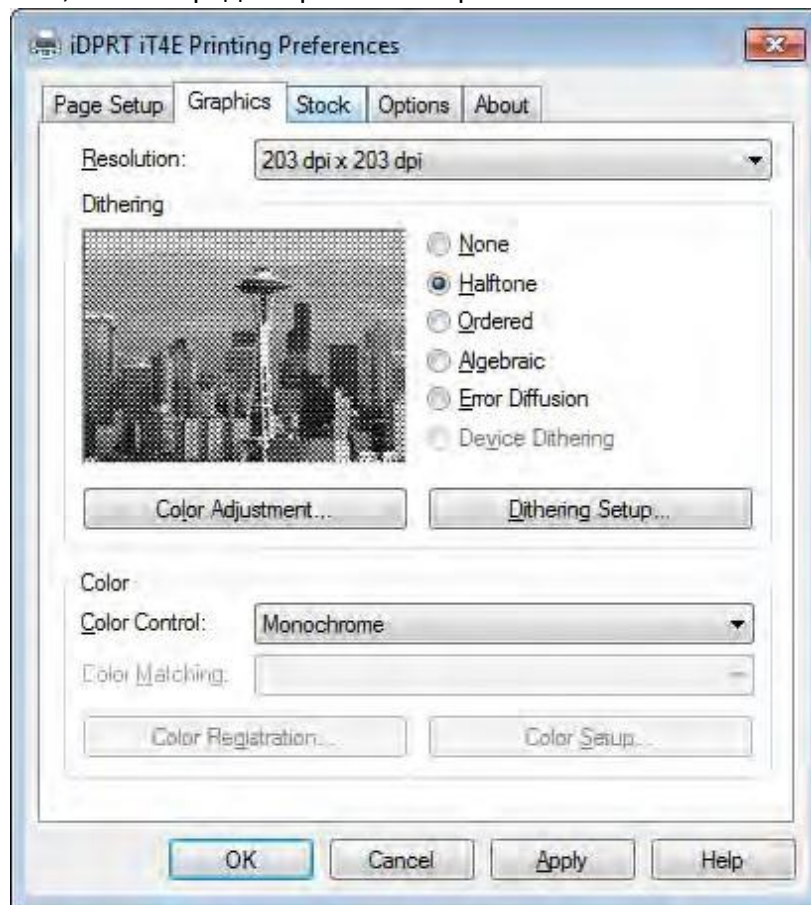 iDPRT iT4E Printing Preferences
Page Setup Graphics Stock Options About
Resolution: 203 dpi x 203 dpi
Dithering
None
Halftone
Ordered
Algebraic
Error Diffusion
Device Dithering
Color Adjustment... Dithering Setup...
Color
Color Control: Monochrome
Color Matching:
Color Registration... Color Setup...
OK Cancel Apply Help